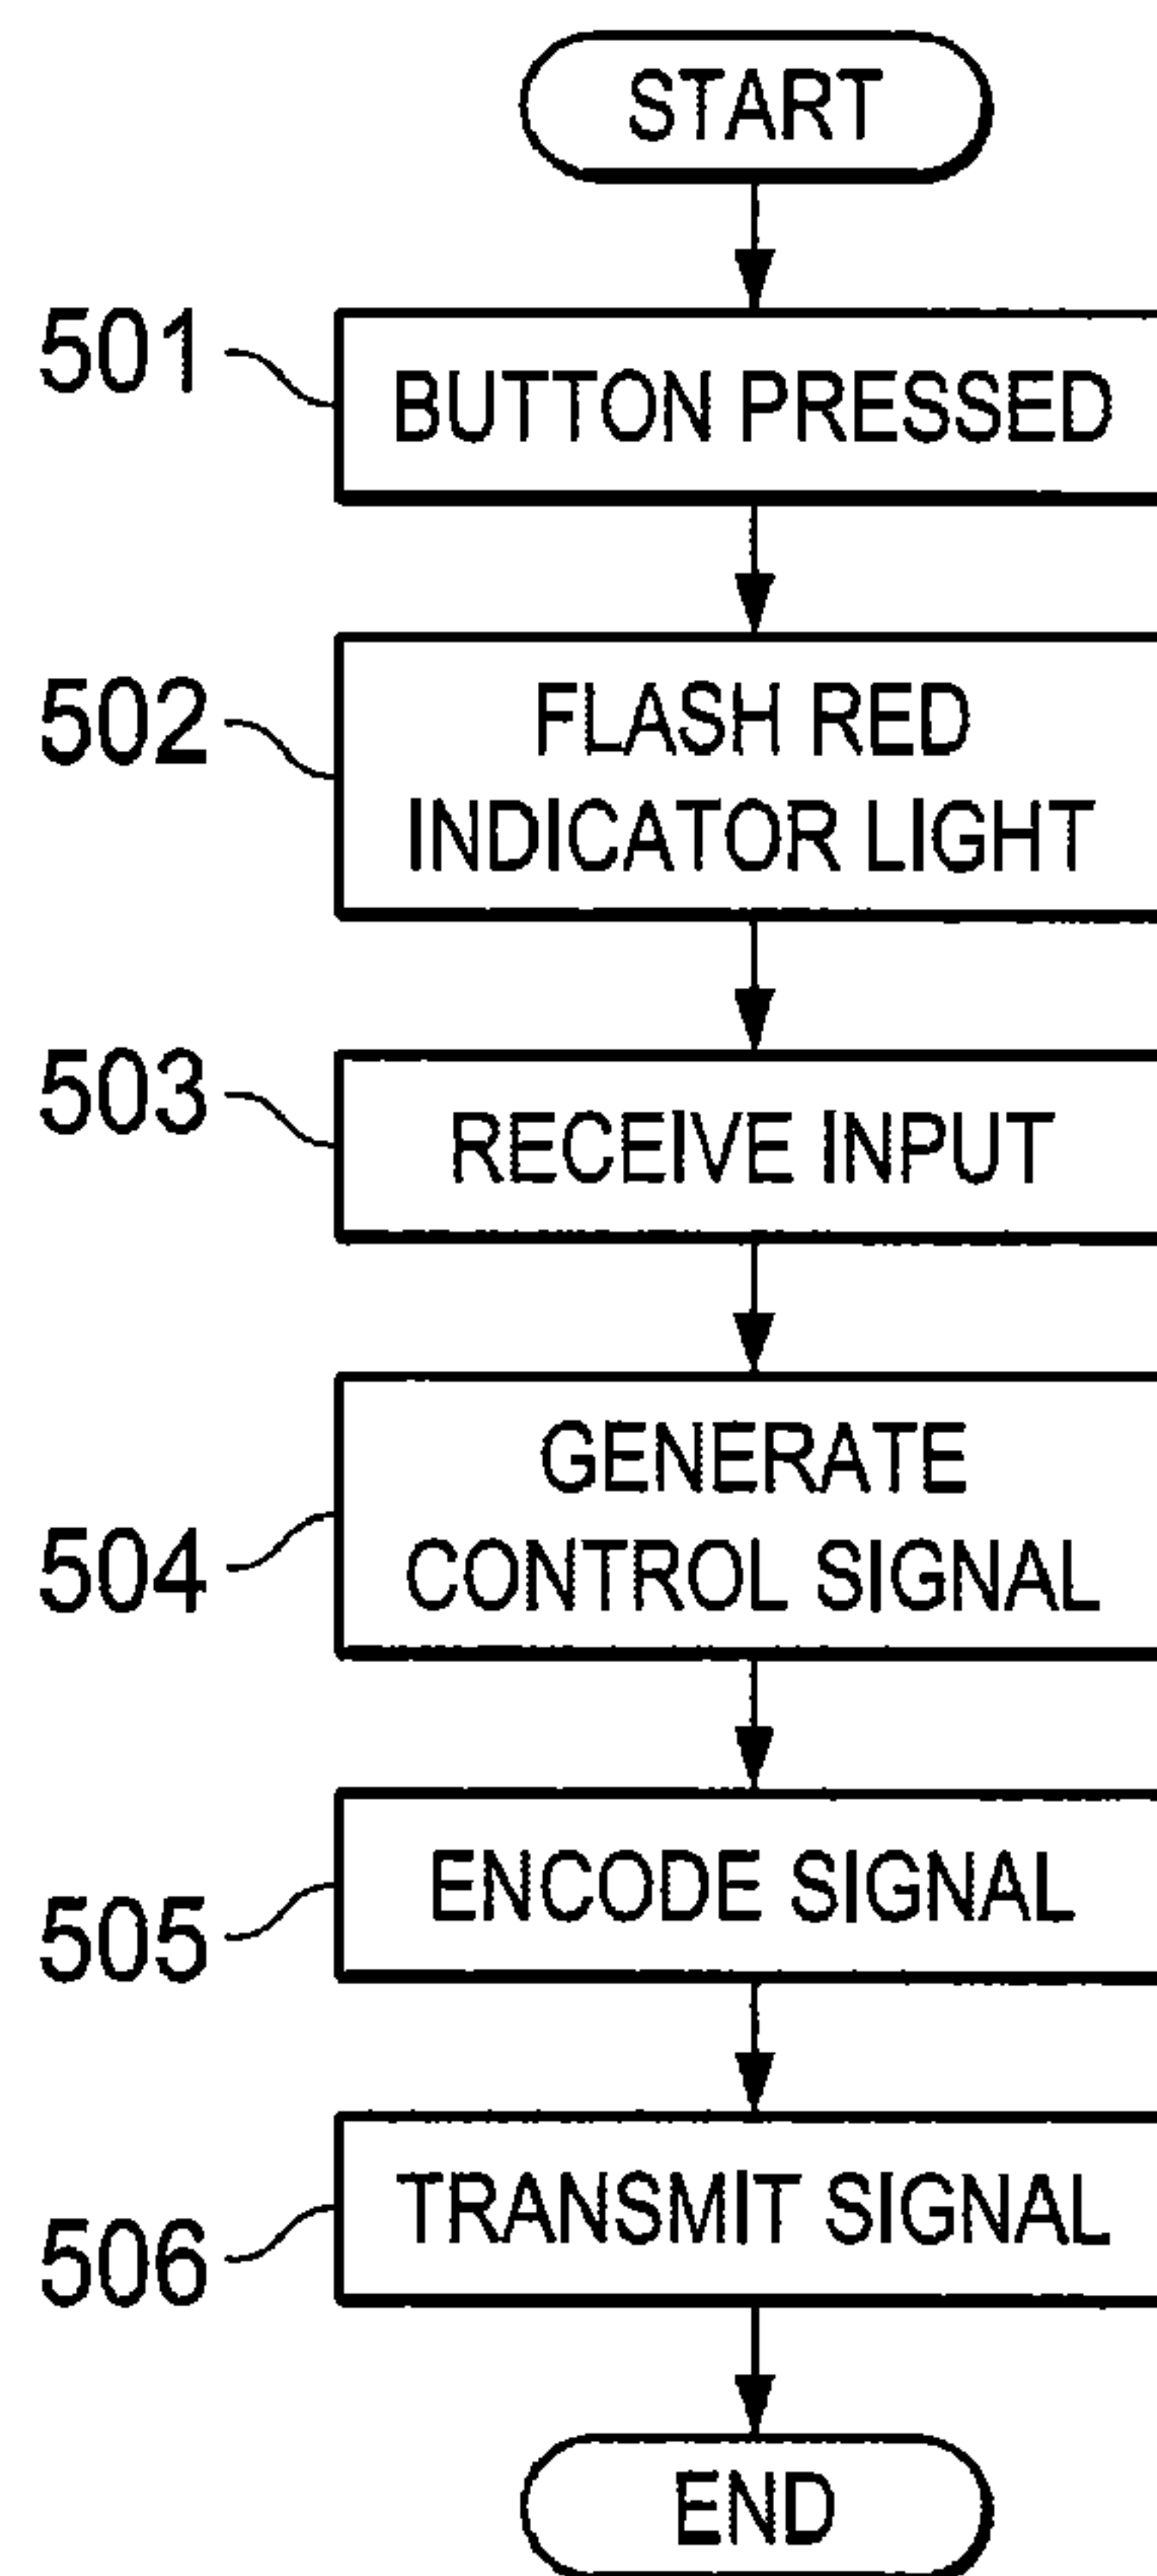 START
501
BUTTON PRESSED
502
FLASH RED
INDICATOR LIGHT
503
RECEIVE INPUT
504
GENERATE
CONTROL SIGNAL
505
ENCODE SIGNAL
506
TRANSMIT SIGNAL
END